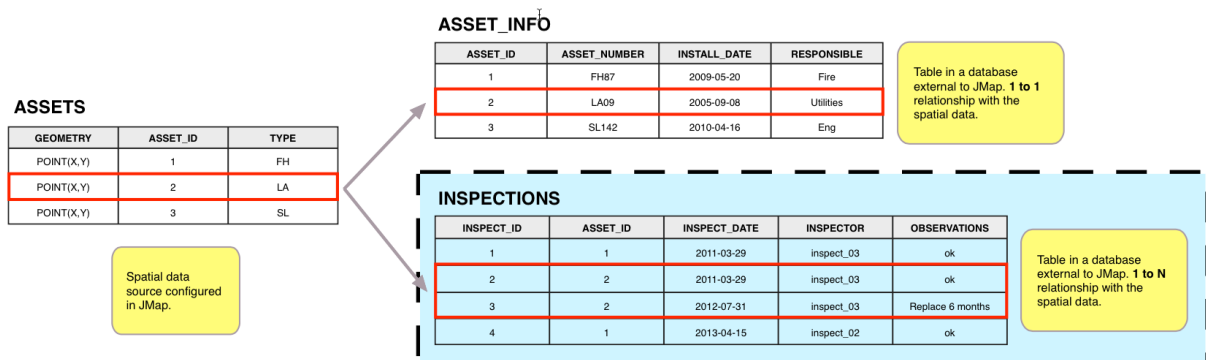 ASSET_INFO
ASSET_ID ASSET_NUMBER INSTALL_DATE RESPONSIBLE
1 FH87 2009-05-20 Fire
2 LA09 2005-09-08 Utilities
3 SL142 2010-04-16 Eng
Table in a database
external to JMap. 1 to 1
relationship with the
spatial data.
ASSETS
GEOMETRY ASSET_ID TYPE
POINT(X,Y) 1 FH
POINT(X,Y) 2 LA
POINT(X,Y) 3 SL
Spatial data
source configured
in JMap.
INSPECTIONS
INSPECT_ID ASSET_ID INSPECT_DATE INSPECTOR OBSERVATIONS
1 1 2011-03-29 inspect_03 ok
2 2 2011-03-29 inspect_03 ok
3 2 2012-07-31 inspect_03 Replace 6 months
4 1 2013-04-15 inspect_02 ok
Table in a database
external to JMap. 1 to N
relationship with the
spatial data.